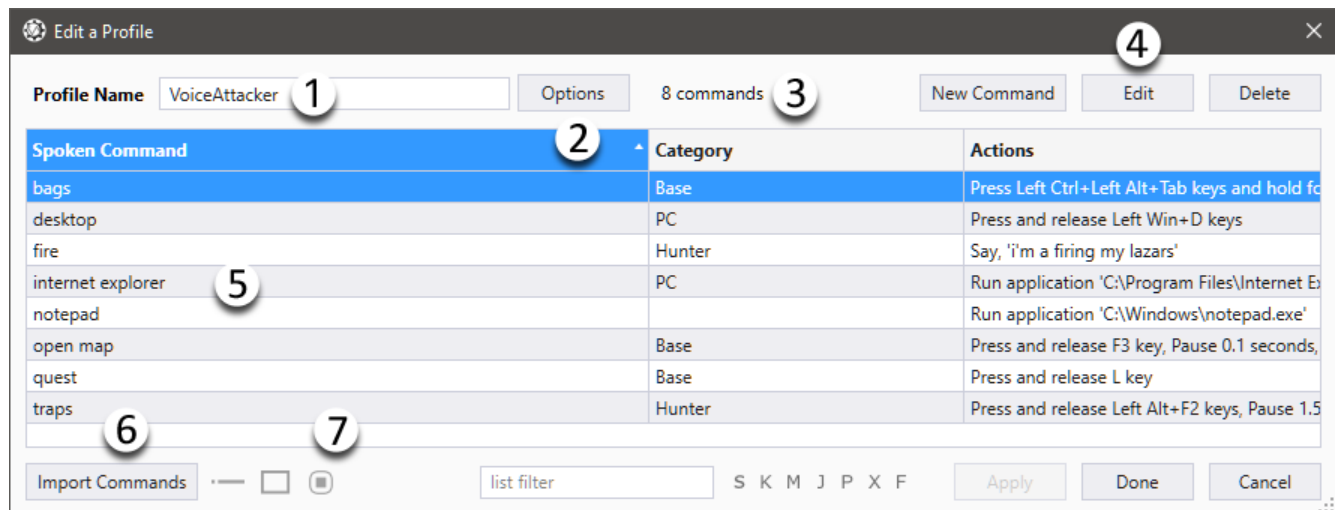 Edit a Profile
4
Profile Name VoiceAttacker 1 Options 8 commands 3 New Command Edit Delete
2
Spoken Command Category Actions
bags Base Press Left Ctrl+Left Alt+Tab keys and hold fo
desktop PC Press and release Left Win+D keys
fire Hunter Say, 'i'm a firing my lazars'
internet explorer 5 PC Run application 'C:\Program Files\Internet Ex
notepad Run application 'C:\Windows\notepad.exe'
open map Base Press and release F3 key, Pause 0.1 seconds,
quest Base Press and release L key
traps Hunter Press and release Left Alt+F2 keys, Pause 1.5
6 7
Import Commands list filter S K M J P X F Apply Done Cancel